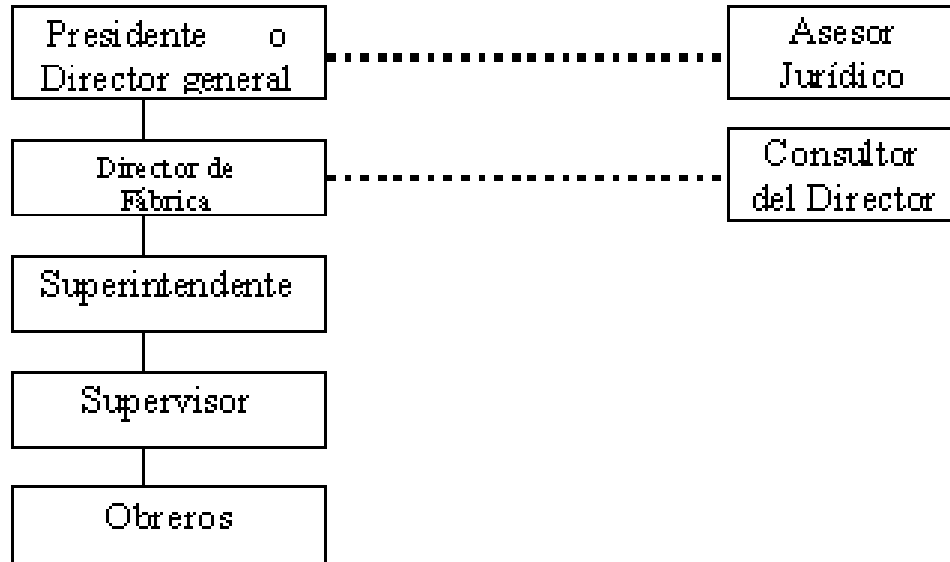 Presidente o
Director general
Asesor
Jurídico
Director de
Fábrica
Consultor
del Director
Superintendente
Supervisor
Obreros